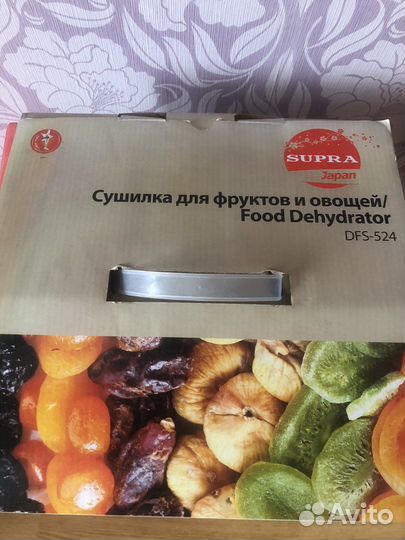 SUPRA
Japan
Сушилка для фруктов и овощей/
Food Dehydrator
DFS-524
Avito